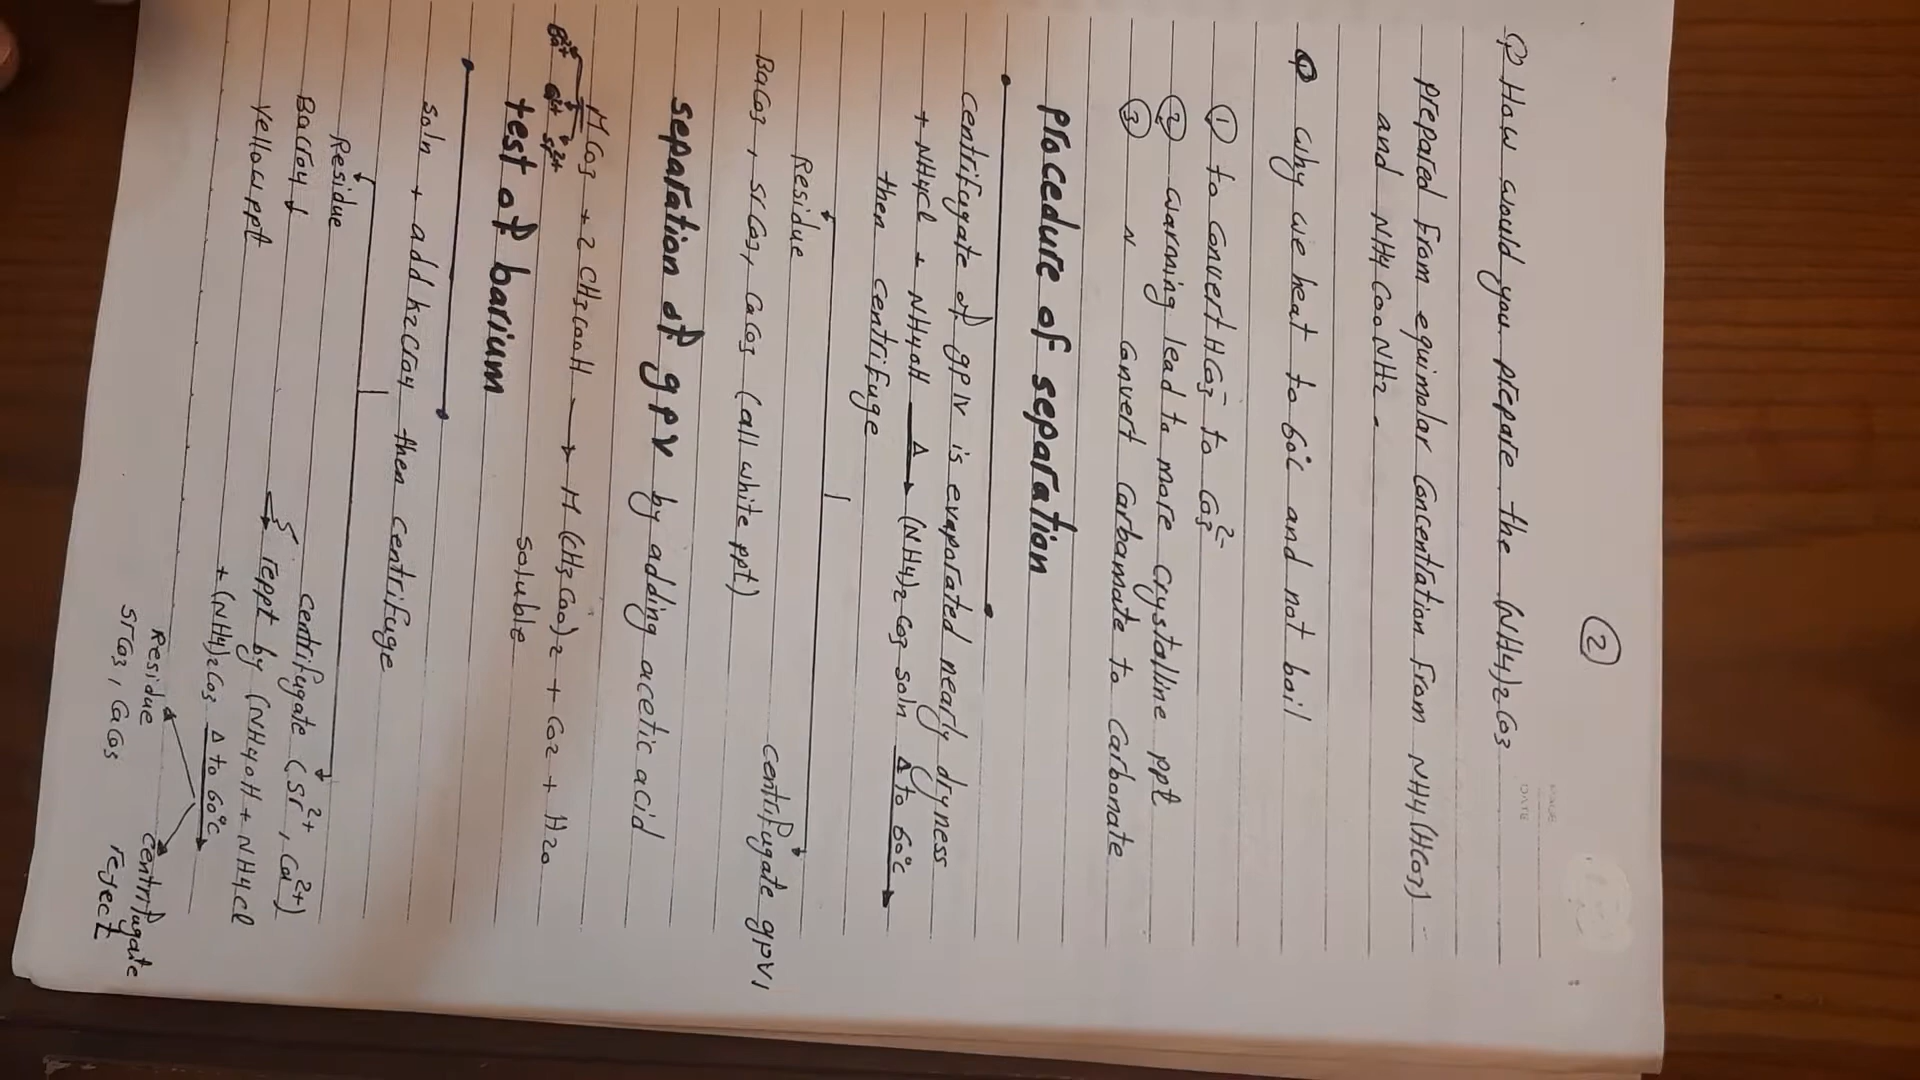 2
Q) How would you prepare the (NH4)2CO3
prepared from equimolar concentration from NH4(HCO3)
and NH4COONH2 -
Q why we heat to 60°C and not boil
① to convert HCO3⁻ to CO3²⁻
② warming lead to more crystalline ppt
③ " convert carbamate to carbonate
procedure of separation
centrifugate of gp IV is evaporated nearly dryness
+ NH4Cl + NH4OH Δ→ (NH4)2CO3 soln Δ to 60°C→
then centrifuge
Residue
centrifugate gp VI
BaCO3, SrCO3, CaCO3 (all white ppt)
separation of gp V by adding acetic acid
MCO3 + 2CH3COOH → M(CH3COO)2 + CO2 + H2O
Ba²⁺ Ca²⁺ Sr²⁺
soluble
test of barium
soln + add K2CrO4 then centrifuge
Residue
centrifugate (Sr²⁺, Ca²⁺)
BaCrO4 ↓
yellow ppt
reppt by (NH4OH + NH4Cl
+ (NH4)2CO3 Δ to 60°C→
Residue
centrifugate
SrCO3, CaCO3
reject